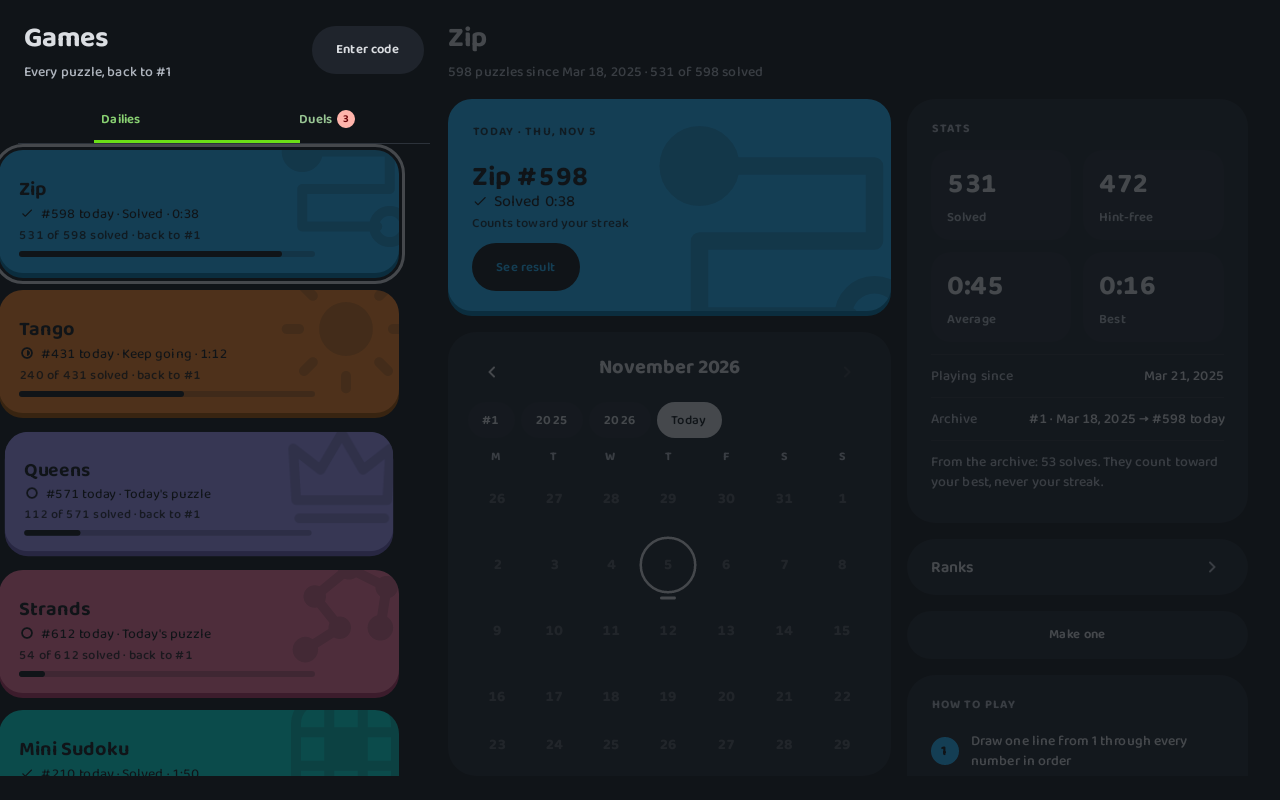 Games
Enter code
Every puzzle, back to #1
Dailies
Duels 3
Zip
#598 today · Solved · 0:38
531 of 598 solved · back to #1
Tango
#431 today · Keep going · 1:12
240 of 431 solved · back to #1
Queens
#571 today · Today's puzzle
112 of 571 solved · back to #1
Strands
#612 today · Today's puzzle
54 of 612 solved · back to #1
Mini Sudoku
#210 today · Solved · 1:50
Zip
598 puzzles since Mar 18, 2025 · 531 of 598 solved
TODAY · THU, NOV 5
Zip #598
Solved 0:38
Counts toward your streak
See result
November 2026
#1 2025 2026 Today
M T W T F S S
26 27 28 29 30 31 1
2 3 4 5 6 7 8
9 10 11 12 13 14 15
16 17 18 19 20 21 22
23 24 25 26 27 28 29
STATS
531 472
Solved Hint-free
0:45 0:16
Average Best
Playing since Mar 21, 2025
Archive #1 · Mar 18, 2025 → #598 today
From the archive: 53 solves. They count toward
your best, never your streak.
Ranks
Make one
HOW TO PLAY
1 Draw one line from 1 through every
number in order